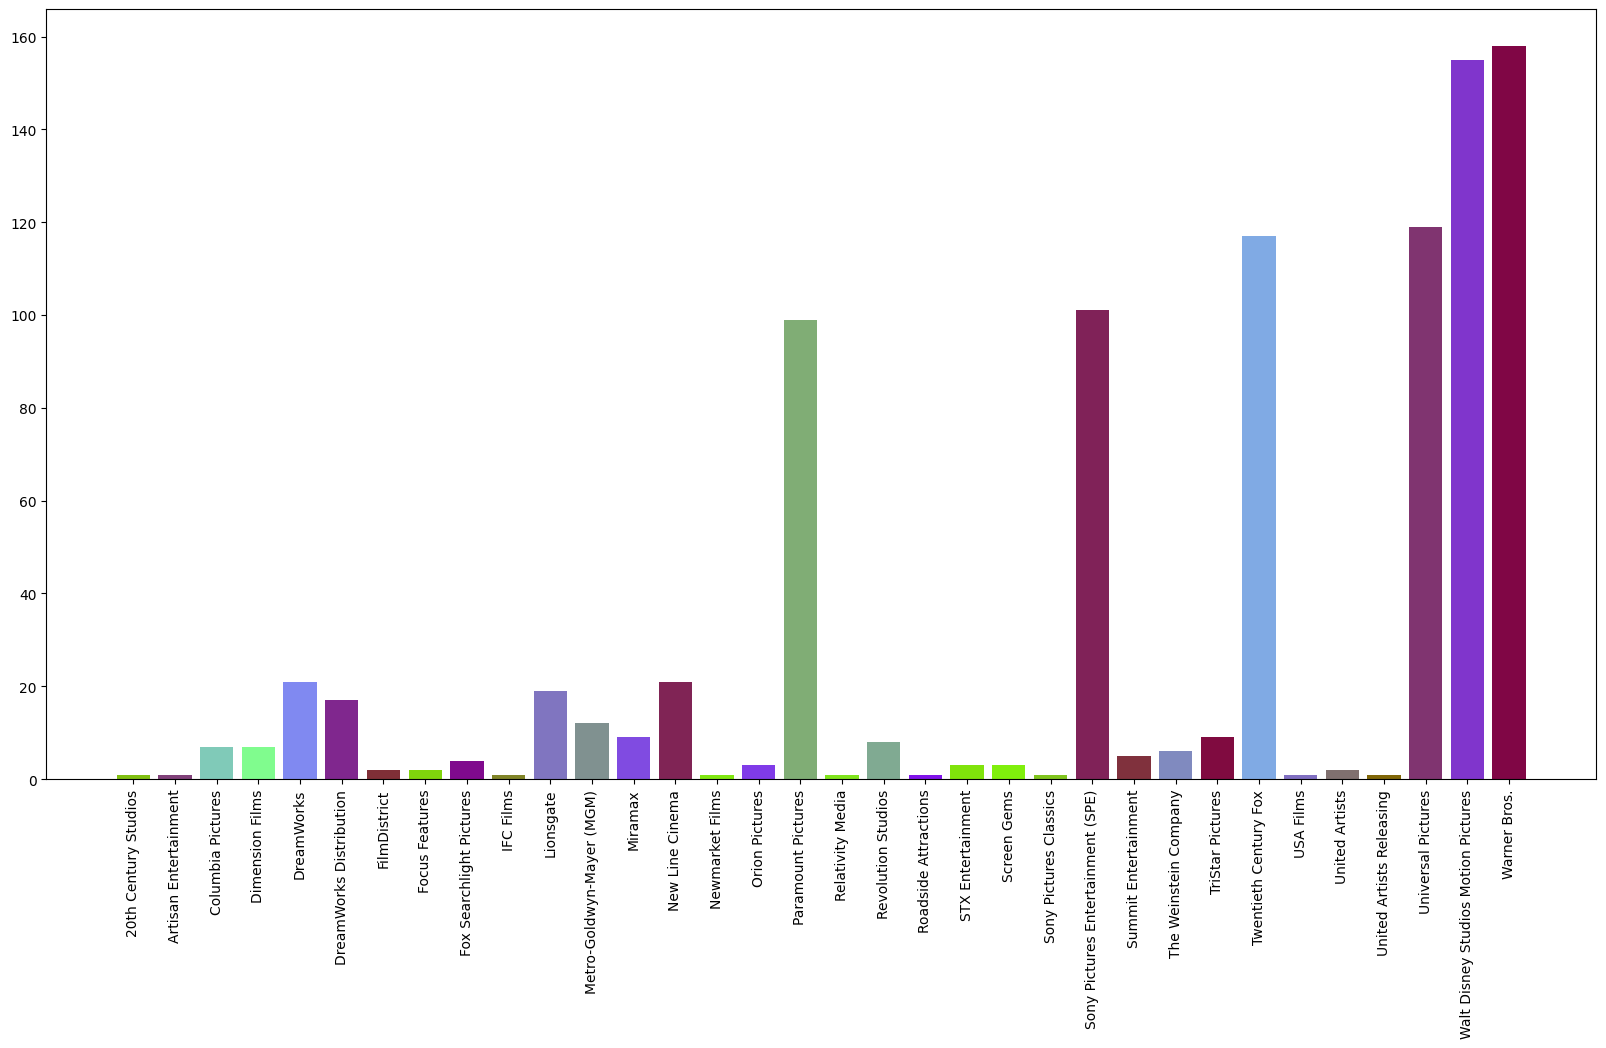 160
140
120
100
80
60
40
20
0
20th Century Studios
Artisan Entertainment
Columbia Pictures
Dimension Films
DreamWorks
DreamWorks Distribution
FilmDistrict
Focus Features
Fox Searchlight Pictures
IFC Films
Lionsgate
Metro-Goldwyn-Mayer (MGM)
Miramax
New Line Cinema
Newmarket Films
Orion Pictures
Paramount Pictures
Relativity Media
Revolution Studios
Roadside Attractions
STX Entertainment
Screen Gems
Sony Pictures Classics
Sony Pictures Entertainment (SPE)
Summit Entertainment
The Weinstein Company
TriStar Pictures
Twentieth Century Fox
USA Films
United Artists
United Artists Releasing
Universal Pictures
Walt Disney Studios Motion Pictures
Warner Bros.